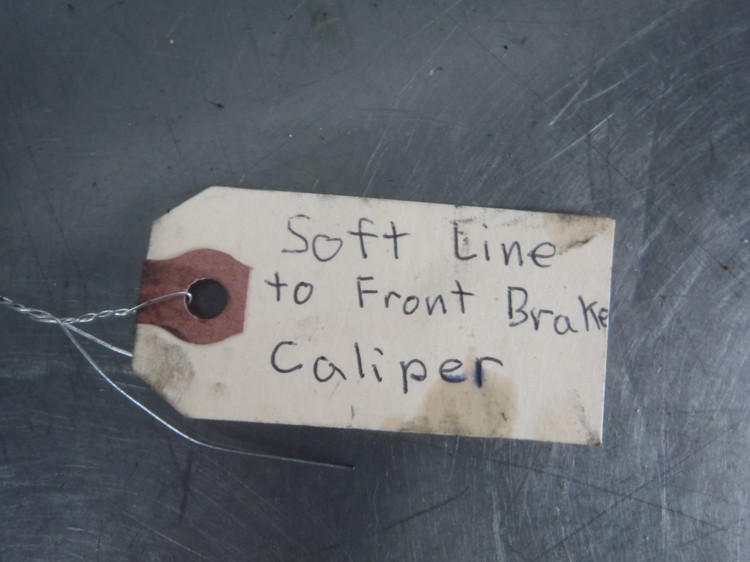 Soft Line
to Front Brake
Caliper